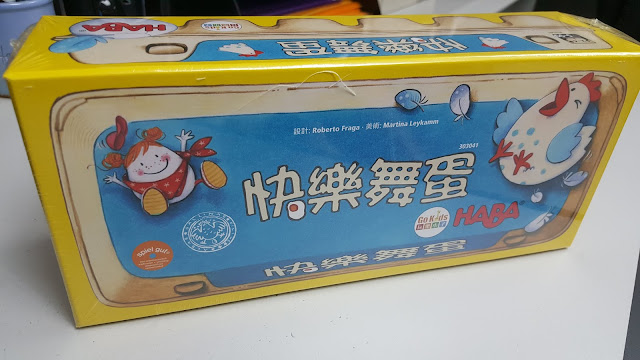 HABA
快樂舞蛋
設計: Roberto Fraga · 美術: Martina Leykamm
303041
快樂舞蛋
Go Kids
HABA
spiel gut
快樂舞蛋